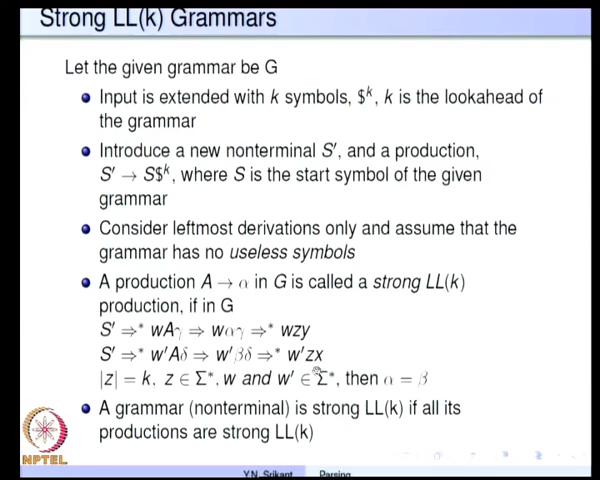 Strong LL(k) Grammars
Let the given grammar be G
Input is extended with k symbols, $^k, k is the lookahead of
the grammar
Introduce a new nonterminal S′, and a production,
S′ → S$^k, where S is the start symbol of the given
grammar
Consider leftmost derivations only and assume that the
grammar has no useless symbols
A production A → α in G is called a strong LL(k)
production, if in G
S′ ⇒* wAγ ⇒ wαγ ⇒* wzy
S′ ⇒* w′Aδ ⇒ w′βδ ⇒* w′zx
|z| = k, z ∈ Σ*, w and w′ ∈ Σ*, then α = β
A grammar (nonterminal) is strong LL(k) if all its
productions are strong LL(k)
NPTEL
Y.N. Srikant Parsing